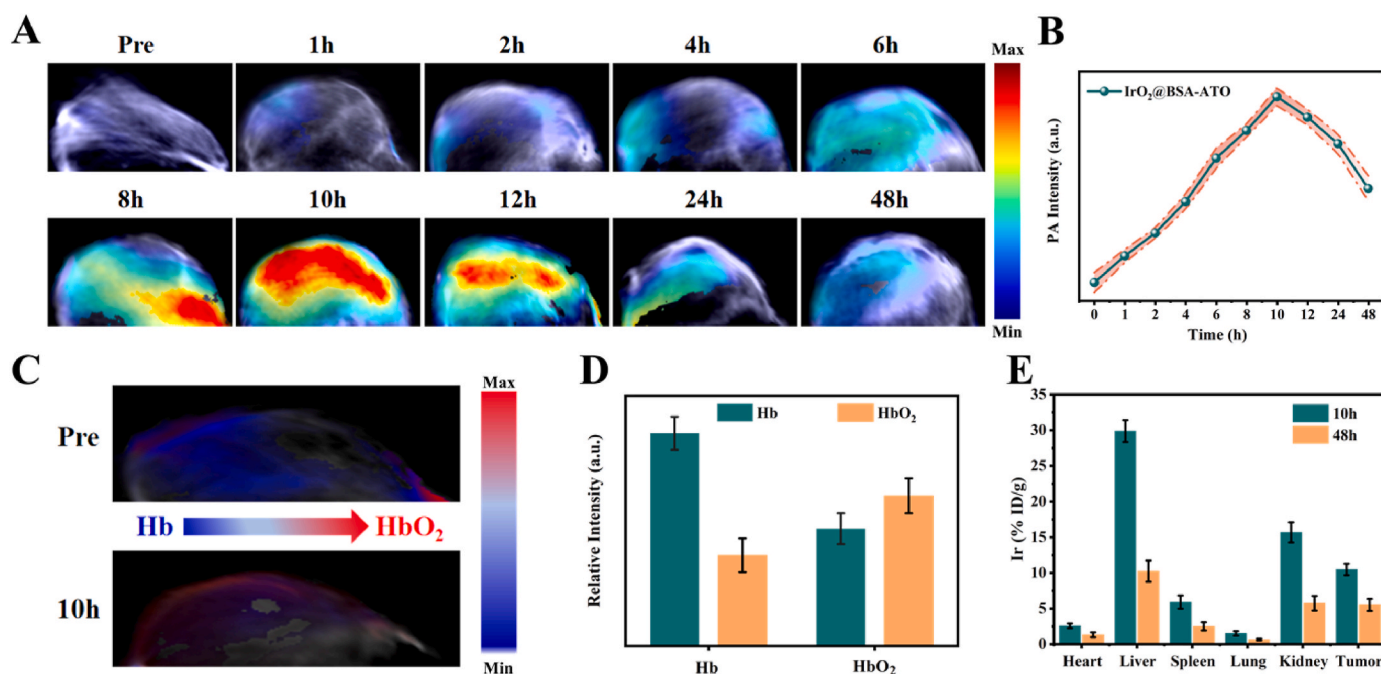 A
Pre 1h 2h 4h 6h
Max
8h 10h 12h 24h 48h
Min
B
IrO₂@BSA-ATO
PA Intensity (a.u.)
0 1 2 4 6 8 10 12 24 48
Time (h)
C
Pre
Hb HbO₂
10h
Max
Min
D
Hb HbO₂
Relative Intensity (a.u.)
Hb HbO₂
E
10h
48h
Ir (% ID/g)
35
30
25
20
15
10
5
0
Heart Liver Spleen Lung Kidney Tumor